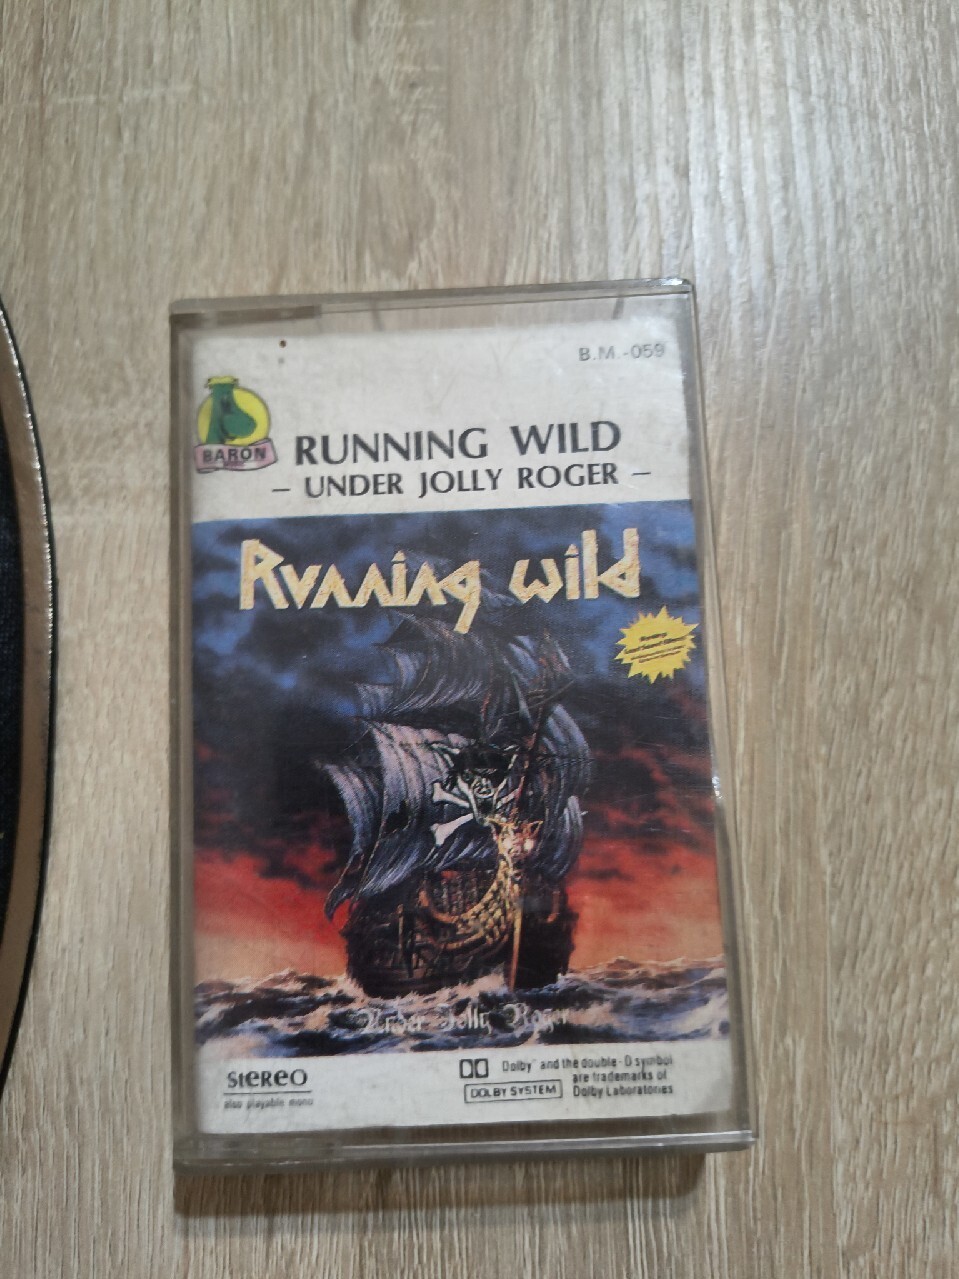 B.M.-059
BARON
RUNNING WILD
- UNDER JOLLY ROGER -
Running wild
Under Jolly Roger
STEREO
also playable mono
Dolby and the double-D symbol
are trademarks of
Dolby Laboratories
DOLBY SYSTEM